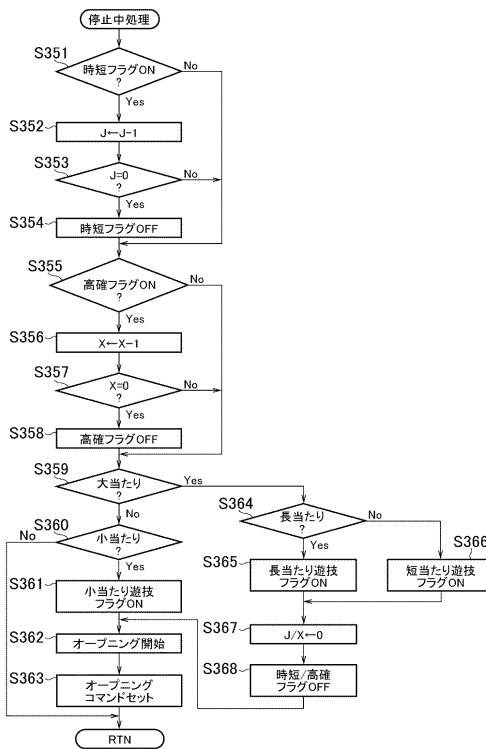 停止中処理
S351
時短フラグON
?
No
Yes
S352
J←J-1
S353
J=0
?
No
Yes
S354
時短フラグOFF
S355
高確フラグON
?
No
Yes
S356
X←X-1
S357
X=0
?
No
Yes
S358
高確フラグOFF
S359
大当たり
?
Yes
No
S360
小当たり
?
No
Yes
S361
小当たり遊技
フラグON
S362
オープニング開始
S363
オープニング
コマンドセット
RTN
S364
長当たり
?
No
Yes
S365
長当たり遊技
フラグON
S366
短当たり遊技
フラグON
S367
J/X←0
S368
時短/高確
フラグOFF